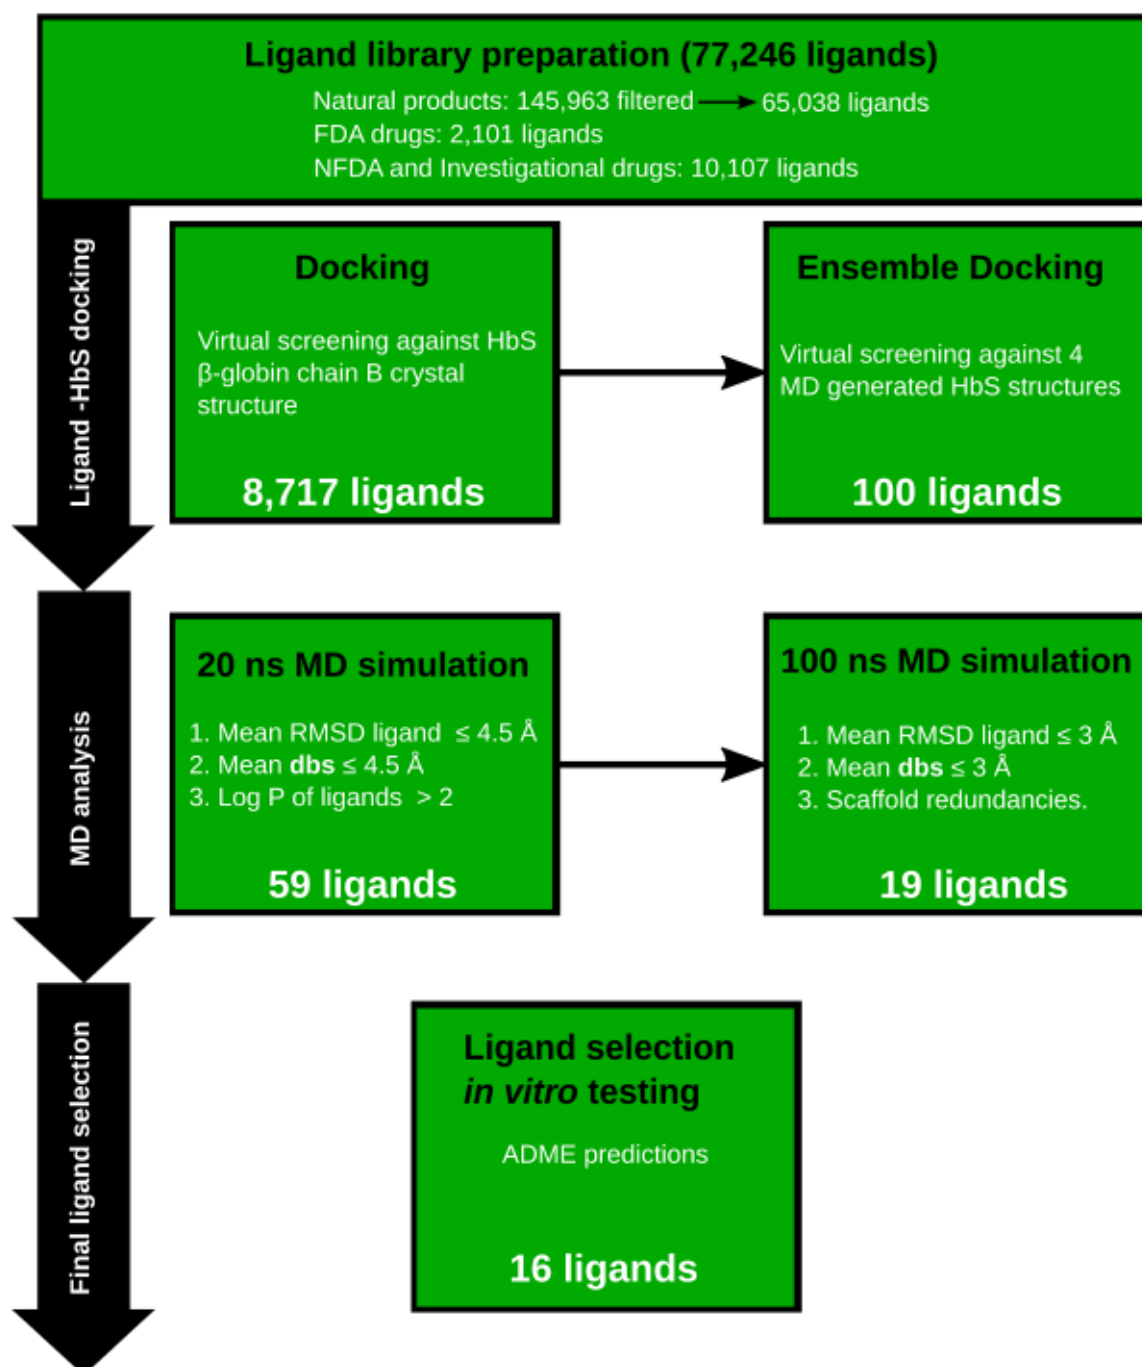 Ligand library preparation (77,246 ligands)
Natural products: 145,963 filtered → 65,038 ligands
FDA drugs: 2,101 ligands
NFDA and Investigational drugs: 10,107 ligands
Ligand -HbS docking
Docking
Virtual screening against HbS
β-globin chain B crystal
structure
8,717 ligands
Ensemble Docking
Virtual screening against 4
MD generated HbS structures
100 ligands
MD analysis
20 ns MD simulation
1. Mean RMSD ligand ≤ 4.5 Å
2. Mean dbs ≤ 4.5 Å
3. Log P of ligands > 2
59 ligands
100 ns MD simulation
1. Mean RMSD ligand ≤ 3 Å
2. Mean dbs ≤ 3 Å
3. Scaffold redundancies.
19 ligands
Final ligand selection
Ligand selection
in vitro testing
ADME predictions
16 ligands